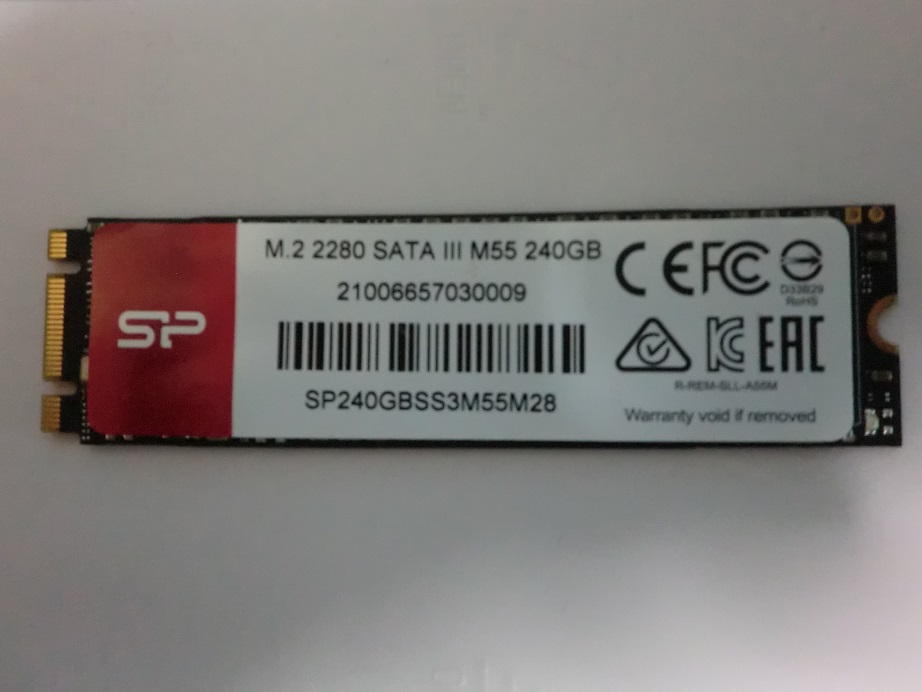 SP
M.2 2280 SATA III M55 240GB
21006657030009
SP240GBSS3M55M28
CE FC
D33B29
RoHS
EAC
R-REM-SLL-A55M
Warranty void if removed